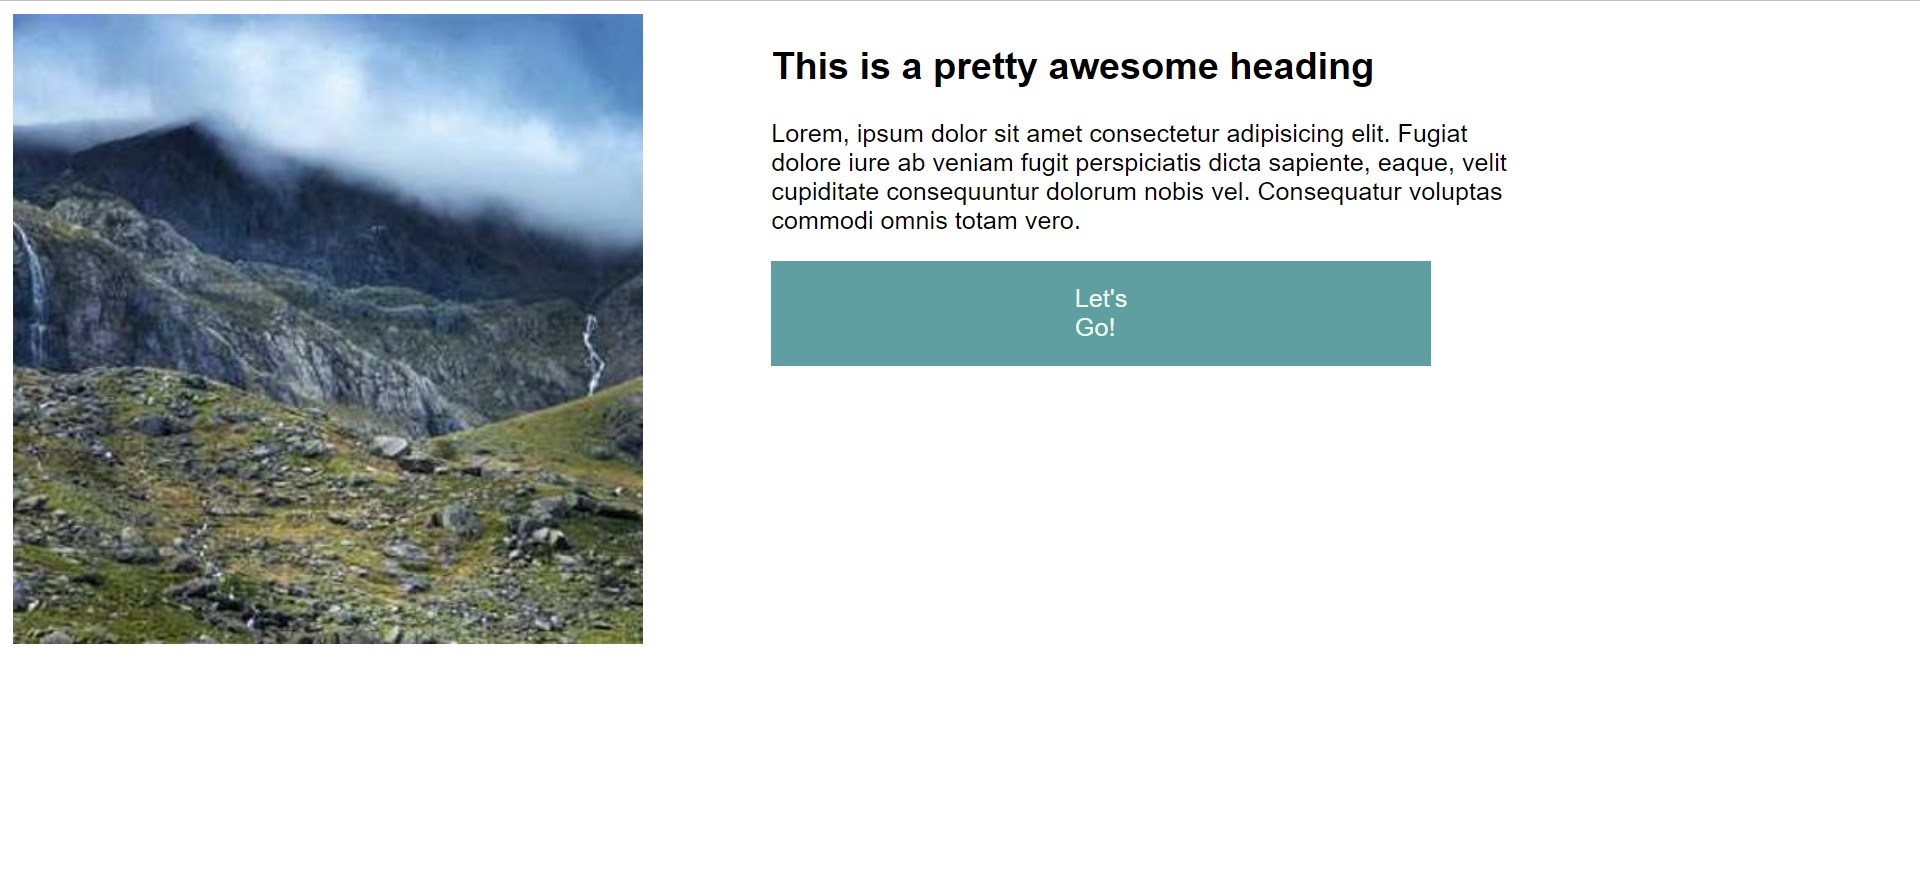 This is a pretty awesome heading
Lorem, ipsum dolor sit amet consectetur adipisicing elit. Fugiat
dolore iure ab veniam fugit perspiciatis dicta sapiente, eaque, velit
cupiditate consequuntur dolorum nobis vel. Consequatur voluptas
commodi omnis totam vero.
Let's
Go!